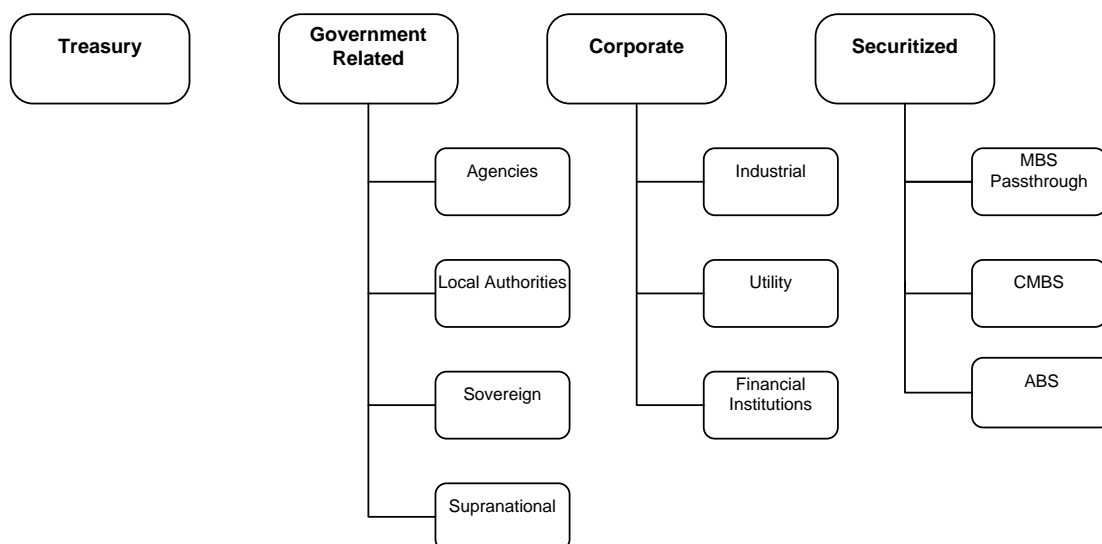 Treasury
Government
Related
Corporate
Securitized
Agencies
Local Authorities
Sovereign
Supranational
Industrial
Utility
Financial
Institutions
MBS
Passthrough
CMBS
ABS